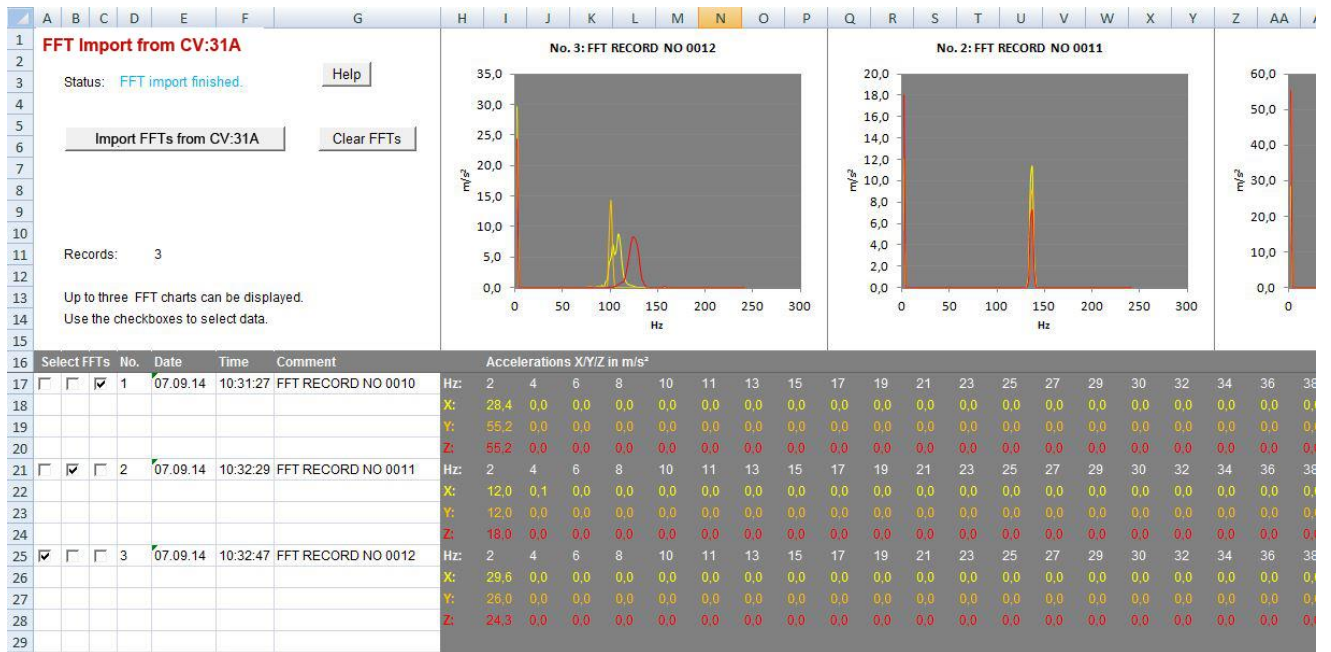 A B C D E F G H I J K L M N O P Q R S T U V W X Y Z AA
1 FFT Import from CV:31A
2
3 Status: FFT import finished. Help
4
5
6 Import FFTs from CV:31A Clear FFTs
7
8
9
10
11 Records: 3
12
13 Up to three FFT charts can be displayed.
14 Use the checkboxes to select data.
15
No. 3: FFT RECORD NO 0012
35,0
30,0
25,0
20,0
15,0
10,0
5,0
0,0
m/s²
0 50 100 150 200 250 300
Hz
No. 2: FFT RECORD NO 0011
20,0
18,0
16,0
14,0
12,0
10,0
8,0
6,0
4,0
2,0
0,0
m/s²
0 50 100 150 200 250 300
Hz
60,0
50,0
40,0
30,0
20,0
10,0
0,0
m/s²
0
16 Select FFTs No. Date Time Comment Accelerations X/Y/Z in m/s²
17 1 07.09.14 10:31:27 FFT RECORD NO 0010 Hz: 2 4 6 8 10 11 13 15 17 19 21 23 25 27 29 30 32 34 36 38
18 X: 28,4 0,0 0,0 0,0 0,0 0,0 0,0 0,0 0,0 0,0 0,0 0,0 0,0 0,0 0,0 0,0 0,0 0,0 0,0 0,
19 Y: 55,2 0,0 0,0 0,0 0,0 0,0 0,0 0,0 0,0 0,0 0,0 0,0 0,0 0,0 0,0 0,0 0,0 0,0 0,0 0,
20 Z: 55,2 0,0 0,0 0,0 0,0 0,0 0,0 0,0 0,0 0,0 0,0 0,0 0,0 0,0 0,0 0,0 0,0 0,0 0,0 0,
21 2 07.09.14 10:32:29 FFT RECORD NO 0011 Hz: 2 4 6 8 10 11 13 15 17 19 21 23 25 27 29 30 32 34 36 38
22 X: 12,0 0,1 0,0 0,0 0,0 0,0 0,0 0,0 0,0 0,0 0,0 0,0 0,0 0,0 0,0 0,0 0,0 0,0 0,0 0,
23 Y: 12,0 0,0 0,0 0,0 0,0 0,0 0,0 0,0 0,0 0,0 0,0 0,0 0,0 0,0 0,0 0,0 0,0 0,0 0,0 0,
24 Z: 18,0 0,0 0,0 0,0 0,0 0,0 0,0 0,0 0,0 0,0 0,0 0,0 0,0 0,0 0,0 0,0 0,0 0,0 0,0 0,
25 3 07.09.14 10:32:47 FFT RECORD NO 0012 Hz: 2 4 6 8 10 11 13 15 17 19 21 23 25 27 29 30 32 34 36 38
26 X: 29,6 0,0 0,0 0,0 0,0 0,0 0,0 0,0 0,0 0,0 0,0 0,0 0,0 0,0 0,0 0,0 0,0 0,0 0,0 0,
27 Y: 26,0 0,0 0,0 0,0 0,0 0,0 0,0 0,0 0,0 0,0 0,0 0,0 0,0 0,0 0,0 0,0 0,0 0,0 0,0 0,
28 Z: 24,3 0,0 0,0 0,0 0,0 0,0 0,0 0,0 0,0 0,0 0,0 0,0 0,0 0,0 0,0 0,0 0,0 0,0 0,0 0,
29